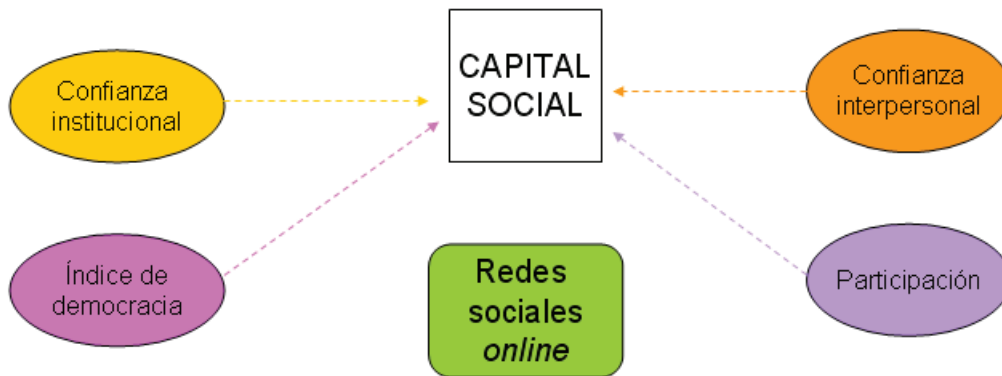 Confianza
institucional
CAPITAL
SOCIAL
Confianza
interpersonal
Índice de
democracia
Redes
sociales
online
Participación